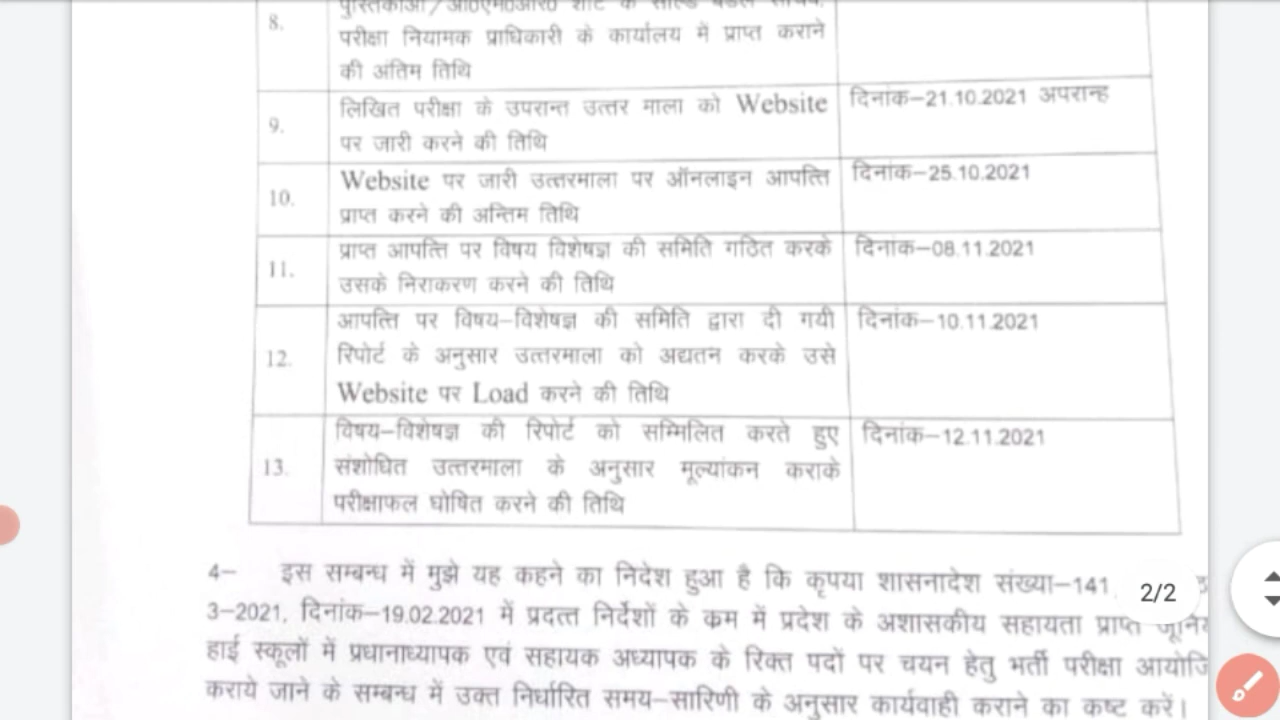 8.
परीक्षा नियामक प्राधिकारी के कार्यालय में प्राप्त कराने
की अंतिम तिथि
9.
लिखित परीक्षा के उपरान्त उत्तर माला को Website
पर जारी करने की तिथि
दिनांक–21.10.2021 अपरान्ह
10.
Website पर जारी उत्तरमाला पर ऑनलाइन आपत्ति
प्राप्त करने की अन्तिम तिथि
दिनांक–25.10.2021
11.
प्राप्त आपत्ति पर विषय विशेषज्ञ की समिति गठित करके
उसके निराकरण करने की तिथि
दिनांक–08.11.2021
12.
आपत्ति पर विषय–विशेषज्ञ की समिति द्वारा दी गयी
रिपोर्ट के अनुसार उत्तरमाला को अद्यतन करके उसे
Website पर Load करने की तिथि
दिनांक–10.11.2021
13.
विषय–विशेषज्ञ की रिपोर्ट को सम्मिलित करते हुए
संशोधित उत्तरमाला के अनुसार मूल्यांकन कराके
परीक्षाफल घोषित करने की तिथि
दिनांक–12.11.2021
4– इस सम्बन्ध में मुझे यह कहने का निदेश हुआ है कि कृपया शासनादेश संख्या–141
3–2021, दिनांक–19.02.2021 में प्रदत्त निर्देशों के कम में प्रदेश के अशासकीय सहायता प्राप्त
हाई स्कूलों में प्रधानाध्यापक एवं सहायक अध्यापक के रिक्त पदों पर चयन हेतु भर्ती परीक्षा
कराये जाने के सम्बन्ध में उक्त निर्धारित समय–सारिणी के अनुसार कार्यवाही कराने का कष्ट करें।
2/2